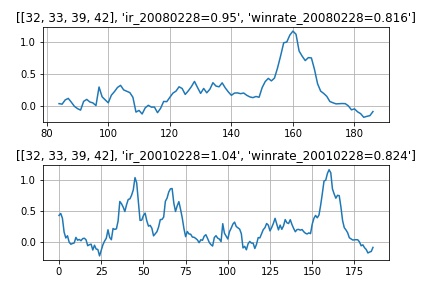 [[32, 33, 39, 42], 'ir_20080228=0.95', 'winrate_20080228=0.816']
1.0
0.5
0.0
80 100 120 140 160 180
[[32, 33, 39, 42], 'ir_20010228=1.04', 'winrate_20010228=0.824']
1.0
0.5
0.0
0 25 50 75 100 125 150 175